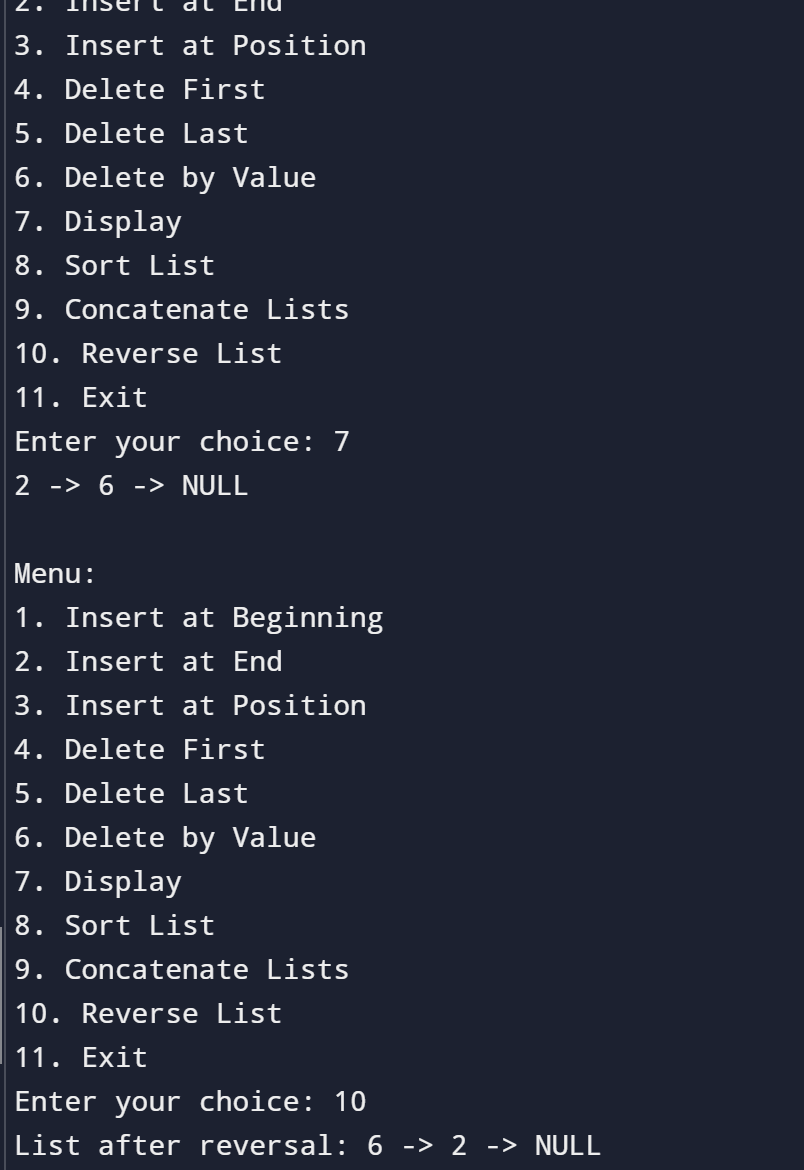 2. Insert at End
3. Insert at Position
4. Delete First
5. Delete Last
6. Delete by Value
7. Display
8. Sort List
9. Concatenate Lists
10. Reverse List
11. Exit
Enter your choice: 7
2 -> 6 -> NULL
Menu:
1. Insert at Beginning
2. Insert at End
3. Insert at Position
4. Delete First
5. Delete Last
6. Delete by Value
7. Display
8. Sort List
9. Concatenate Lists
10. Reverse List
11. Exit
Enter your choice: 10
List after reversal: 6 -> 2 -> NULL